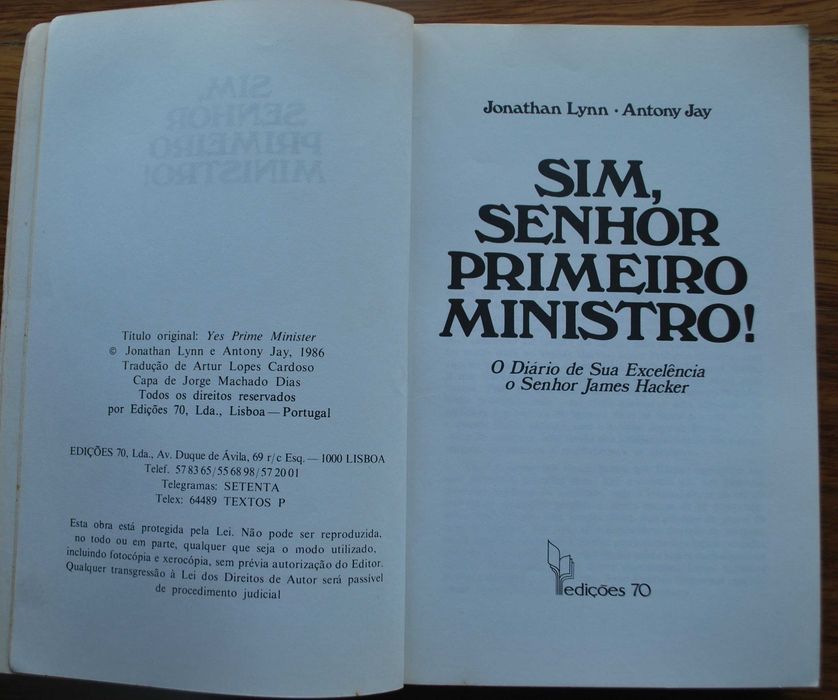 Título original: Yes Prime Minister
© Jonathan Lynn e Antony Jay, 1986
Tradução de Artur Lopes Cardoso
Capa de Jorge Machado Dias
Todos os direitos reservados
por Edições 70, Lda., Lisboa — Portugal
EDIÇÕES 70, Lda., Av. Duque de Ávila, 69 r/c Esq. — 1000 LISBOA
Telef. 57 83 65/55 68 98/57 20 01
Telegramas: SETENTA
Telex: 64489 TEXTOS P
Esta obra está protegida pela Lei. Não pode ser reproduzida,
no todo ou em parte, qualquer que seja o modo utilizado,
incluindo fotocópia e xerocópia, sem prévia autorização do Editor.
Qualquer transgressão à Lei dos Direitos de Autor será passível
de procedimento judicial
Jonathan Lynn · Antony Jay
SIM,
SENHOR
PRIMEIRO
MINISTRO!
O Diário de Sua Excelência
o Senhor James Hacker
edições 70